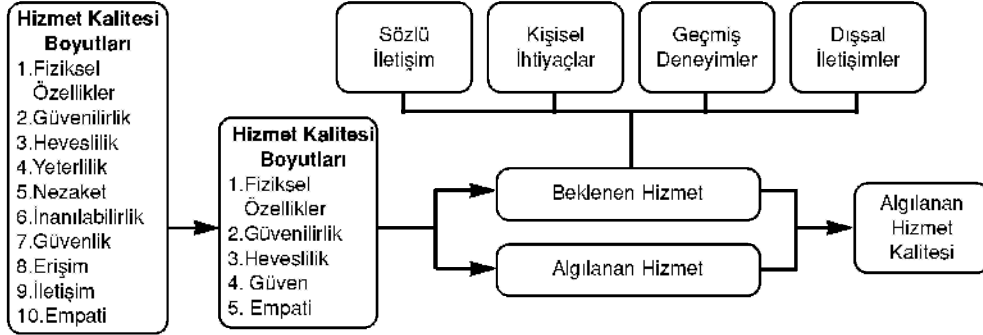 Hizmet Kalitesi
Boyutları
1.Fiziksel
Özellikler
2.Güvenilirlik
3.Heveslilik
4.Yeterlilik
5.Nezaket
6.İnanılabilirlik
7.Güvenlik
8.Erişim
9.İletişim
10.Empati
Hizmet Kalitesi
Boyutları
1.Fiziksel
Özellikler
2.Güvenilirlik
3.Heveslilik
4. Güven
5. Empati
Sözlü
İletişim
Kişisel
İhtiyaçlar
Geçmiş
Deneyimler
Dışsal
İletişimler
Beklenen Hizmet
Algılanan Hizmet
Algılanan
Hizmet
Kalitesi